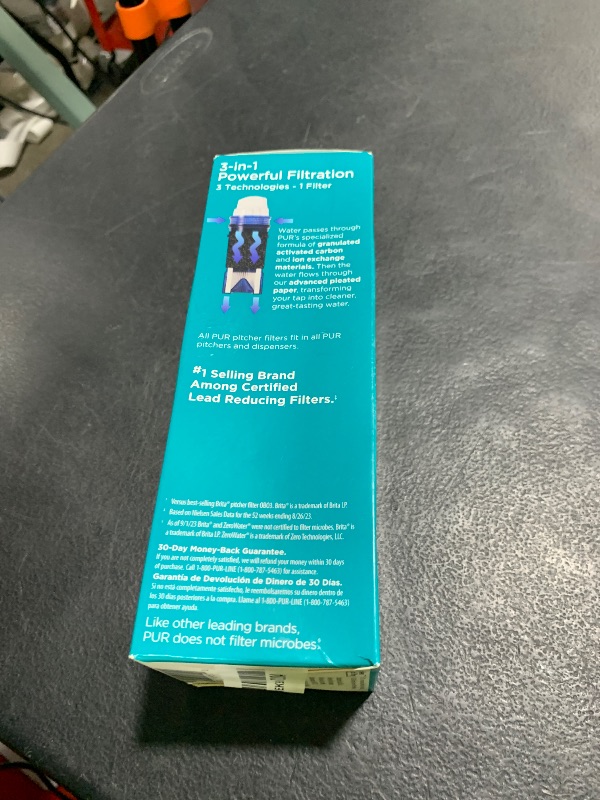 3-in-1
Powerful Filtration
3 Technologies - 1 Filter
Water passes through
PUR's specialized
formula of granulated
activated carbon
and ion exchange
materials. Then the
water flows through
our advanced pleated
paper, transforming
your tap into cleaner,
great-tasting water.
All PUR pitcher filters fit in all PUR
pitchers and dispensers.
#1 Selling Brand
Among Certified
Lead Reducing Filters.
Versus best-selling Brita® pitcher filter OB03. Brita® is a trademark of Brita LP.
Based on Nielsen Sales Data for the 52 weeks ending 8/26/23.
As of 9/1/23 Brita® and ZeroWater® were not certified to filter microbes. Brita® is
a trademark of Brita LP. ZeroWater® is a trademark of Zero Technologies, LLC.
30-Day Money-Back Guarantee.
If you are not completely satisfied, we will refund your money within 30 days
of purchase. Call 1-800-PUR-LINE (1-800-787-5463) for assistance.
Garantía de Devolución de Dinero de 30 Días.
Si no está completamente satisfecho, le reembolsaremos su dinero dentro de
los 30 días posteriores a la compra. Llame al 1-800-PUR-LINE (1-800-787-5463)
para obtener ayuda.
Like other leading brands,
PUR does not filter microbes.